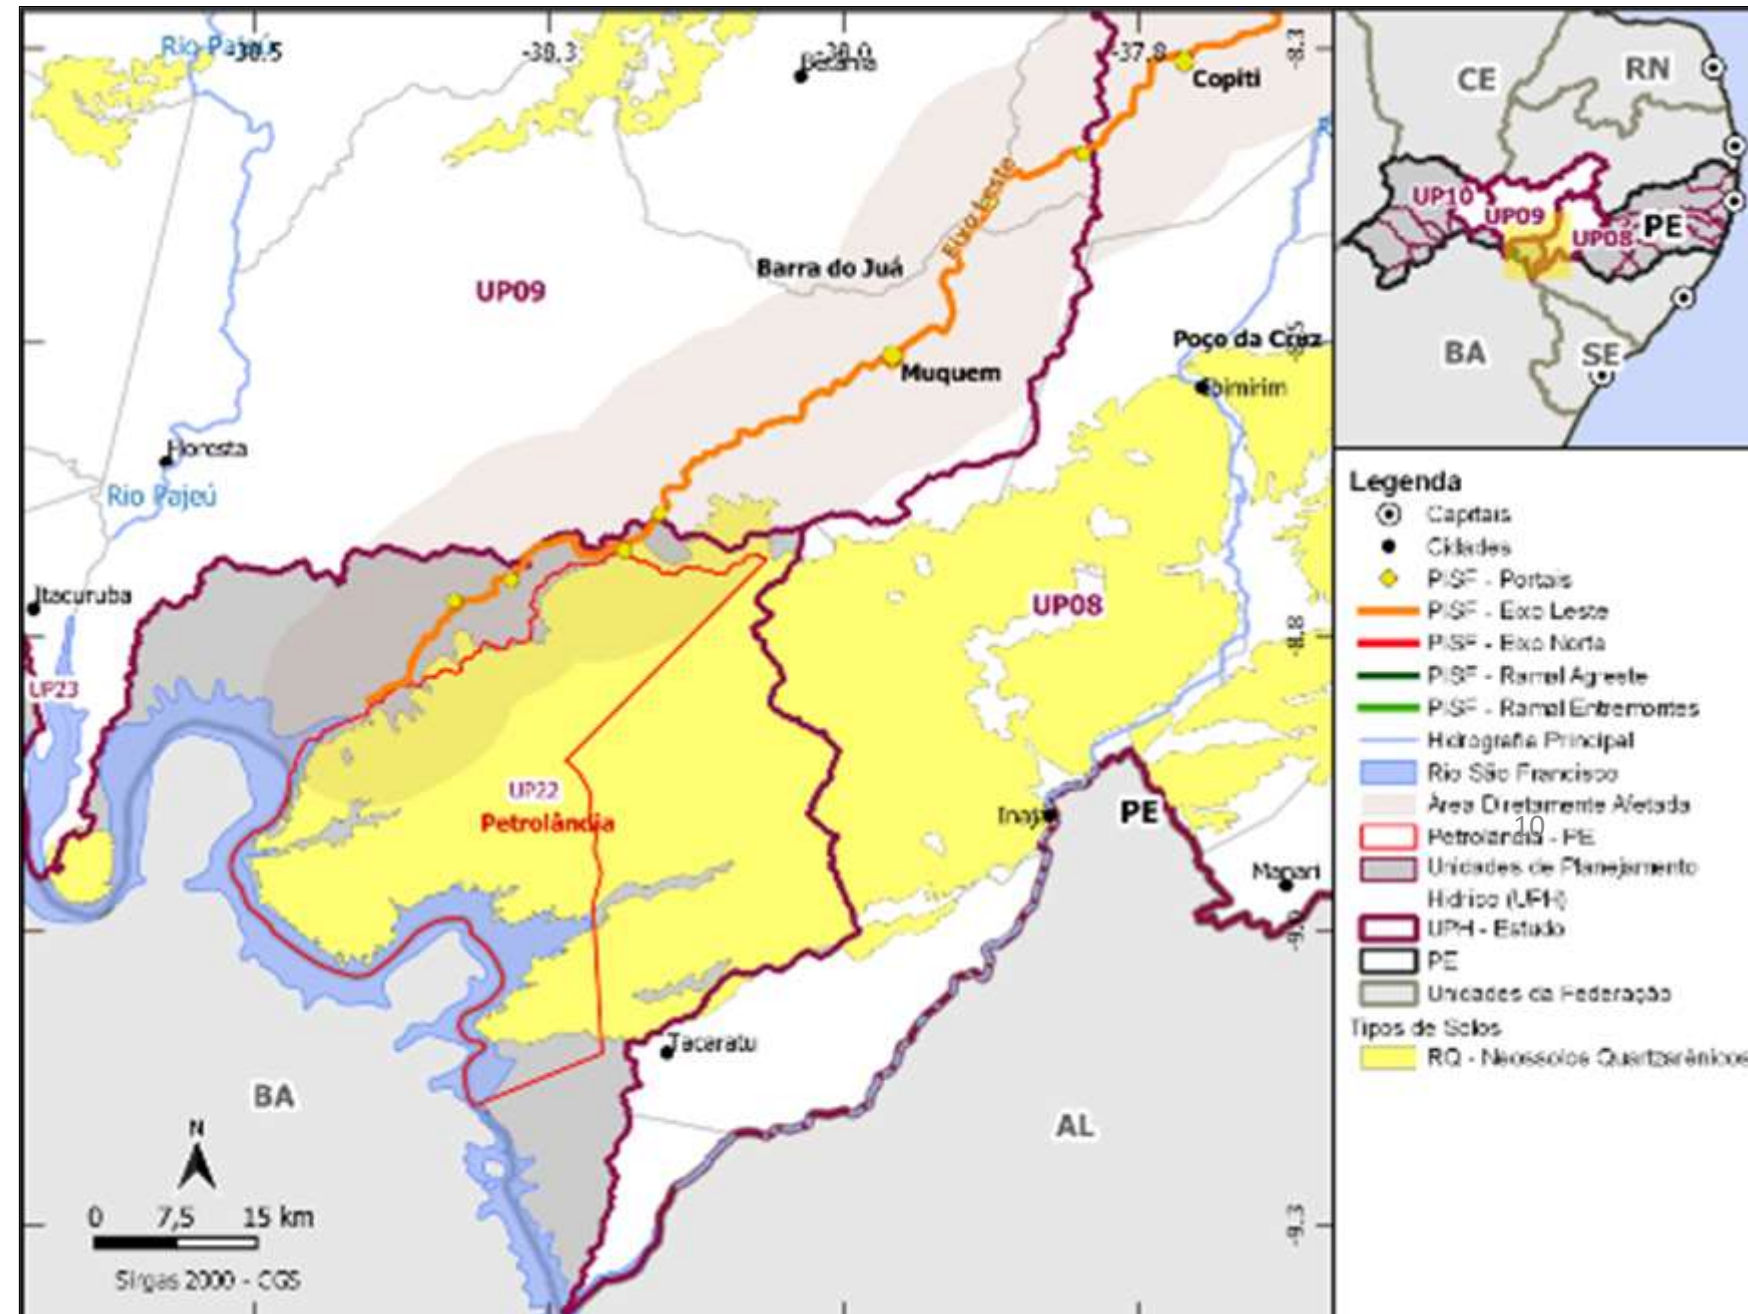 Rio Pajeú
-38.5
-38.3
-38.0
-37.8
-8.3
Betânia
Copiti
Eixo Leste
Barra do Juá
UP09
Poço da Cruz
Muquem
Ibimirim
Floresta
Rio Pajeú
Itacuruba
UP08
-8.8
UP23
UP22
Petrolândia
Inajá
PE
Manari
-9.0
Tacaratu
BA
AL
N
0 7,5 15 km
-9.3
Sirgas 2000 - CGS
CE
RN
UP10
UP09
UP08
PE
BA
SE
Legenda
Capitais
Cidades
PISF - Portais
PISF - Eixo Leste
PISF - Eixo Norte
PISF - Ramal Agreste
PISF - Ramal Entremontes
Hidrografia Principal
Rio São Francisco
Área Diretamente Afetada
10
Petrolândia - PE
Unidades de Planejamento
Hídrico (UPH)
UPH - Estudo
PE
Unidades da Federação
Tipos de Solos
RQ - Neossolos Quartzarênicos